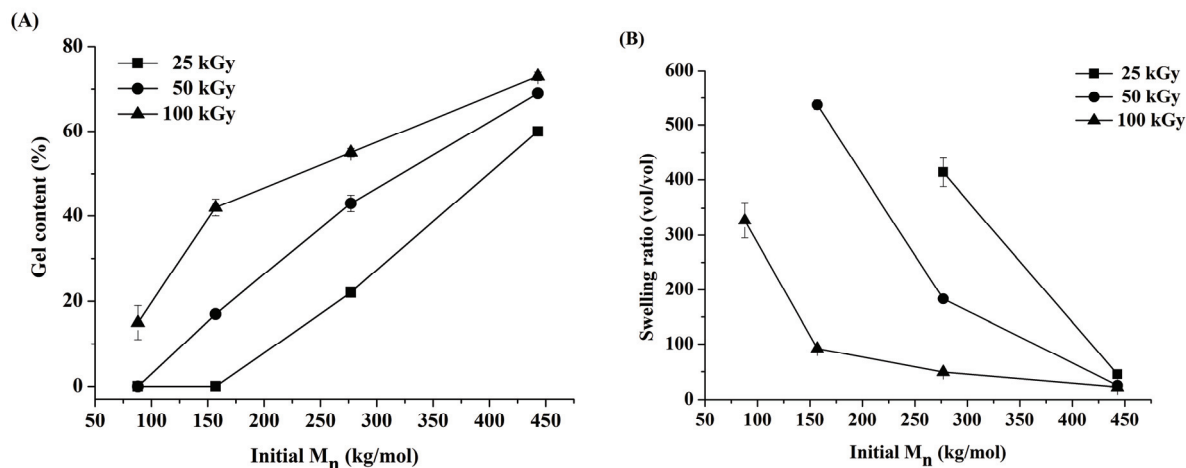 (A)
25 kGy
50 kGy
100 kGy
80
60
40
20
0
Gel content (%)
50 100 150 200 250 300 350 400 450
Initial Mn (kg/mol)
(B)
25 kGy
50 kGy
100 kGy
600
500
400
300
200
100
0
Swelling ratio (vol/vol)
50 100 150 200 250 300 350 400 450
Initial Mn (kg/mol)